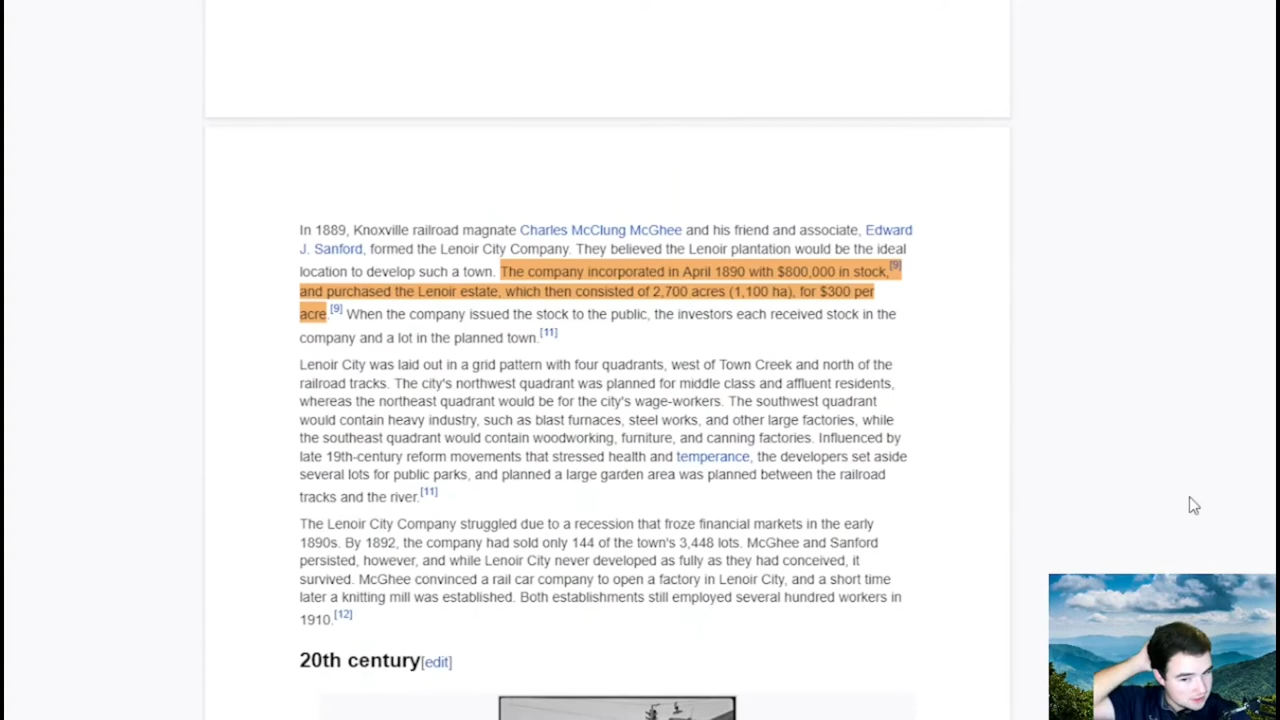 In 1889, Knoxville railroad magnate Charles McClung McGhee and his friend and associate, Edward
J. Sanford, formed the Lenoir City Company. They believed the Lenoir plantation would be the ideal
location to develop such a town. The company incorporated in April 1890 with $800,000 in stock,[9]
and purchased the Lenoir estate, which then consisted of 2,700 acres (1,100 ha), for $300 per
acre.[9] When the company issued the stock to the public, the investors each received stock in the
company and a lot in the planned town.[11]
Lenoir City was laid out in a grid pattern with four quadrants, west of Town Creek and north of the
railroad tracks. The city's northwest quadrant was planned for middle class and affluent residents,
whereas the northeast quadrant would be for the city's wage-workers. The southwest quadrant
would contain heavy industry, such as blast furnaces, steel works, and other large factories, while
the southeast quadrant would contain woodworking, furniture, and canning factories. Influenced by
late 19th-century reform movements that stressed health and temperance, the developers set aside
several lots for public parks, and planned a large garden area was planned between the railroad
tracks and the river.[11]
The Lenoir City Company struggled due to a recession that froze financial markets in the early
1890s. By 1892, the company had sold only 144 of the town's 3,448 lots. McGhee and Sanford
persisted, however, and while Lenoir City never developed as fully as they had conceived, it
survived. McGhee convinced a rail car company to open a factory in Lenoir City, and a short time
later a knitting mill was established. Both establishments still employed several hundred workers in
1910.[12]
20th century[edit]